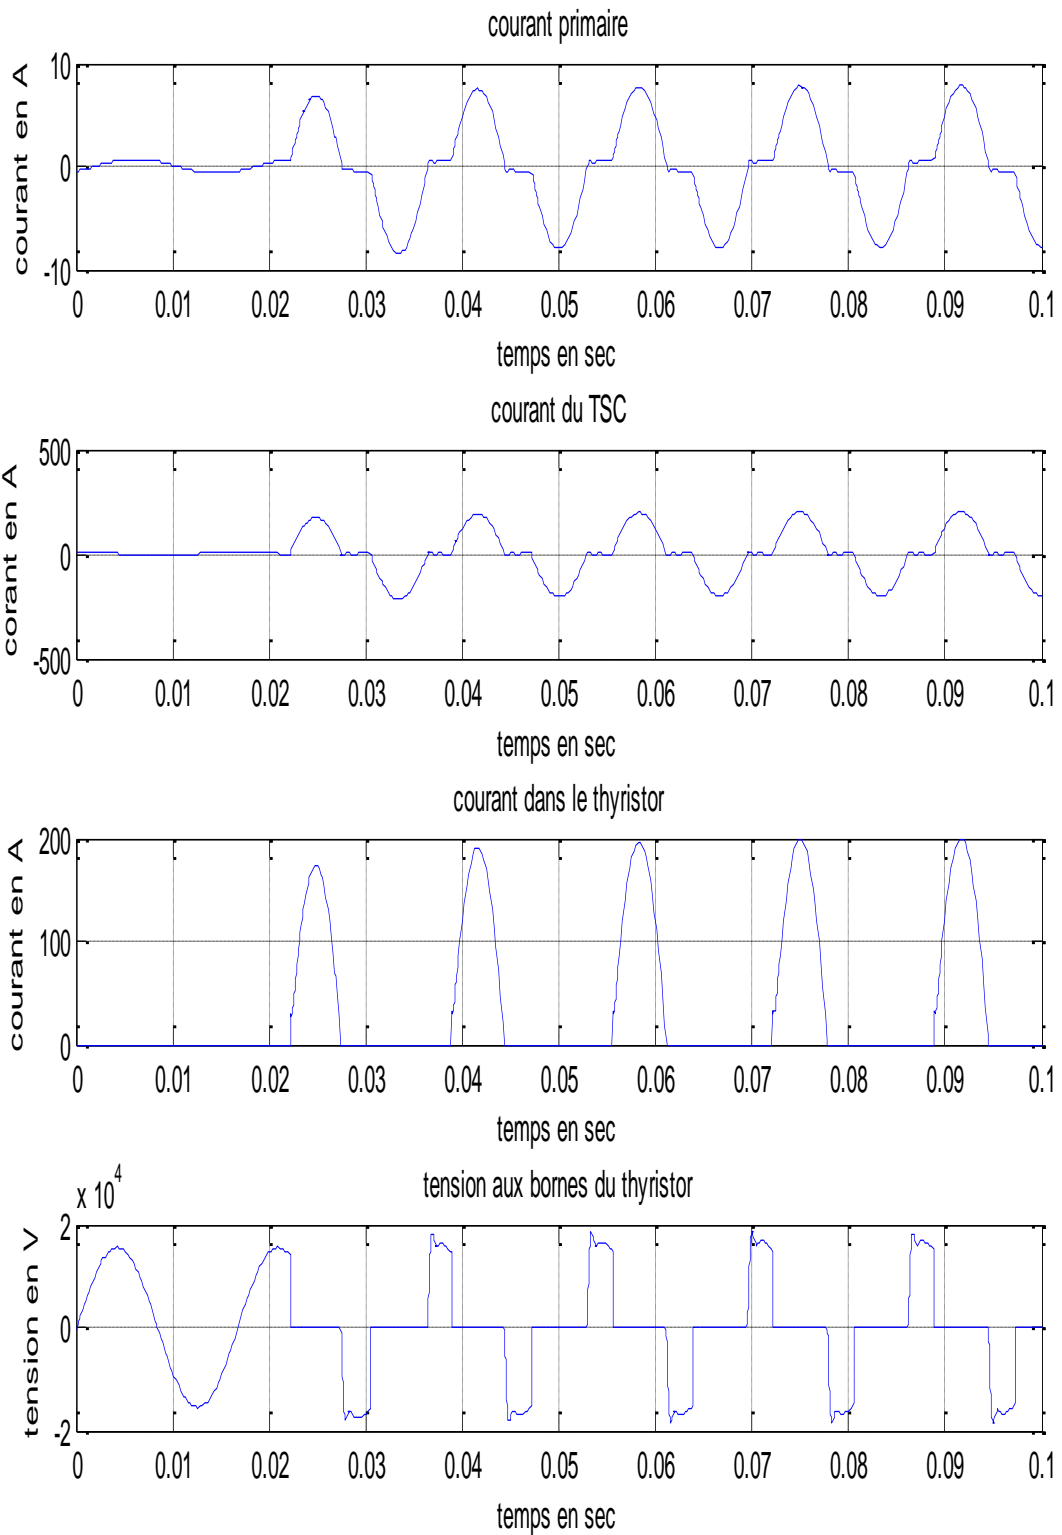 courant primaire
courant en A
10
0
-10
0 0.01 0.02 0.03 0.04 0.05 0.06 0.07 0.08 0.09 0.1
temps en sec
courant du TSC
corant en A
500
0
-500
0 0.01 0.02 0.03 0.04 0.05 0.06 0.07 0.08 0.09 0.1
temps en sec
courant dans le thyristor
courant en A
200
100
0
0 0.01 0.02 0.03 0.04 0.05 0.06 0.07 0.08 0.09 0.1
temps en sec
x 10^4
tension aux bornes du thyristor
tension en V
2
0
-2
0 0.01 0.02 0.03 0.04 0.05 0.06 0.07 0.08 0.09 0.1
temps en sec